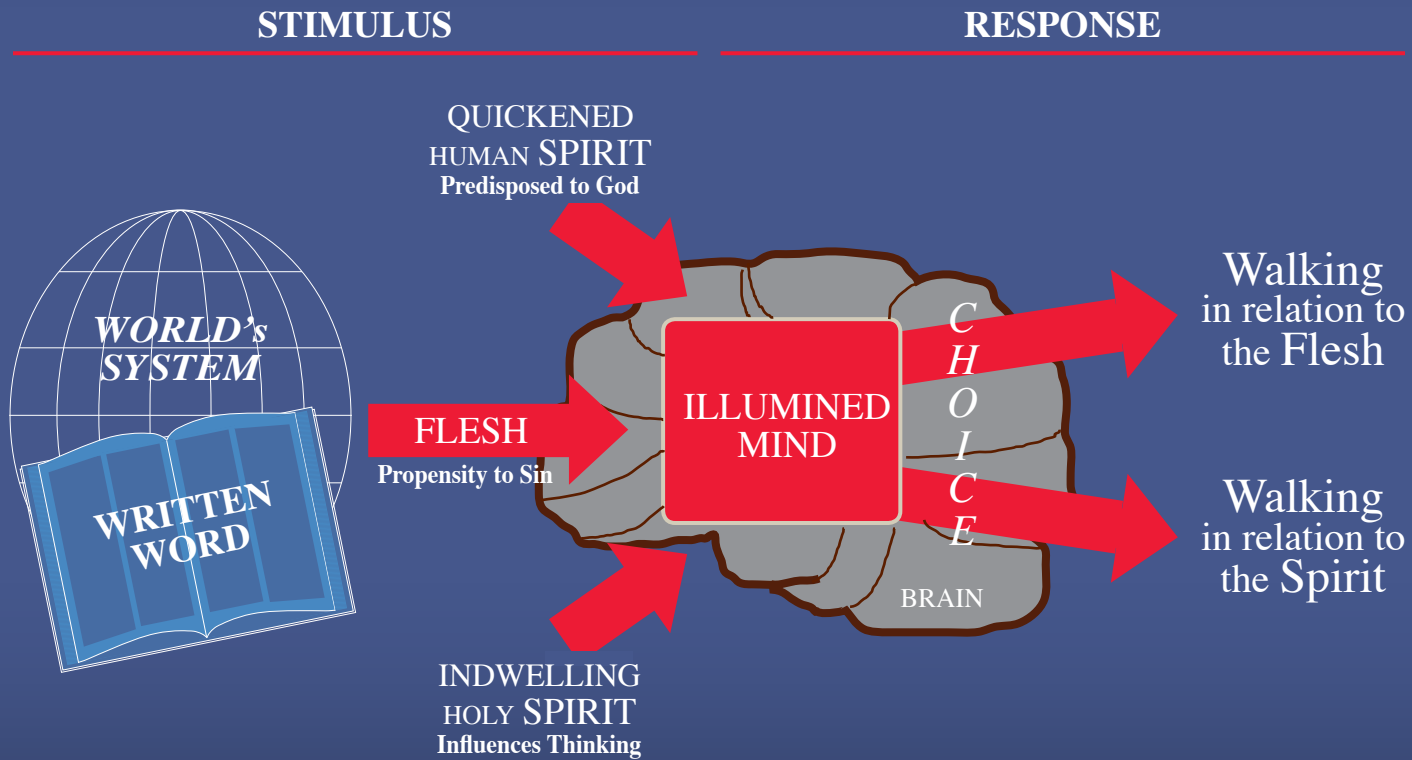 STIMULUS
RESPONSE
QUICKENED
HUMAN SPIRIT
Predisposed to God
WORLD's
SYSTEM
WRITTEN
WORD
FLESH
Propensity to Sin
INDWELLING
HOLY SPIRIT
Influences Thinking
ILLUMINED
MIND
C
H
O
I
C
E
BRAIN
Walking
in relation to
the Flesh
Walking
in relation to
the Spirit